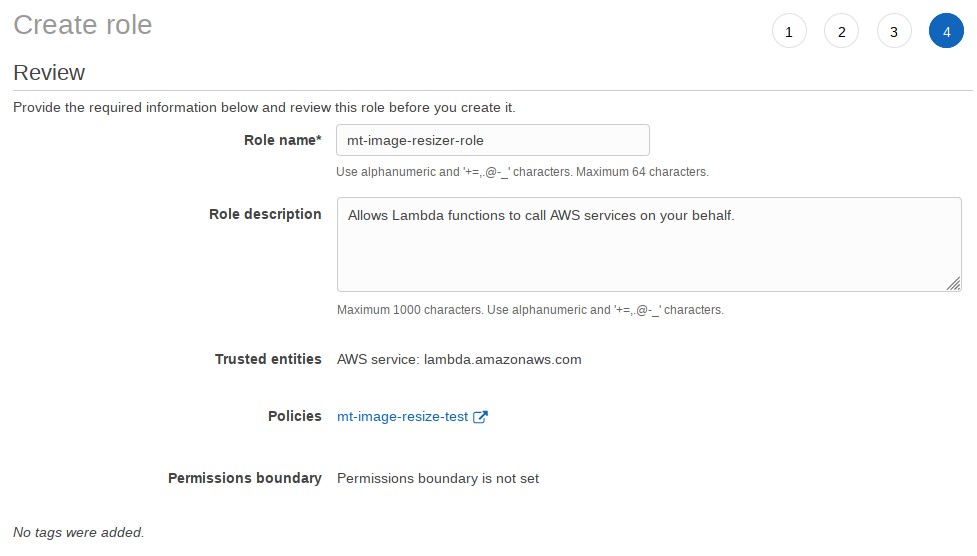 Create role
1 2 3 4
Review
Provide the required information below and review this role before you create it.
Role name* mt-image-resizer-role
Use alphanumeric and '+=,.@-_' characters. Maximum 64 characters.
Role description Allows Lambda functions to call AWS services on your behalf.
Maximum 1000 characters. Use alphanumeric and '+=,.@-_' characters.
Trusted entities AWS service: lambda.amazonaws.com
Policies mt-image-resize-test
Permissions boundary Permissions boundary is not set
No tags were added.